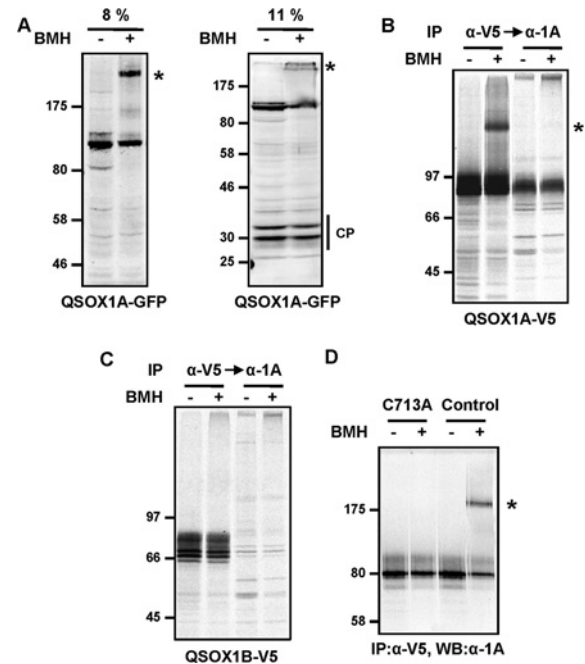 A
8 %
BMH - +
*
175
80
58
46
QSOX1A-GFP
11 %
BMH - +
*
175
80
58
46
30
25
CP
QSOX1A-GFP
B
IP α-V5 → α-1A
BMH - + - +
*
97
66
45
QSOX1A-V5
C
IP α-V5 → α-1A
BMH - + - +
97
66
45
QSOX1B-V5
D
C713A Control
BMH - + - +
*
175
80
58
IP:α-V5, WB:α-1A